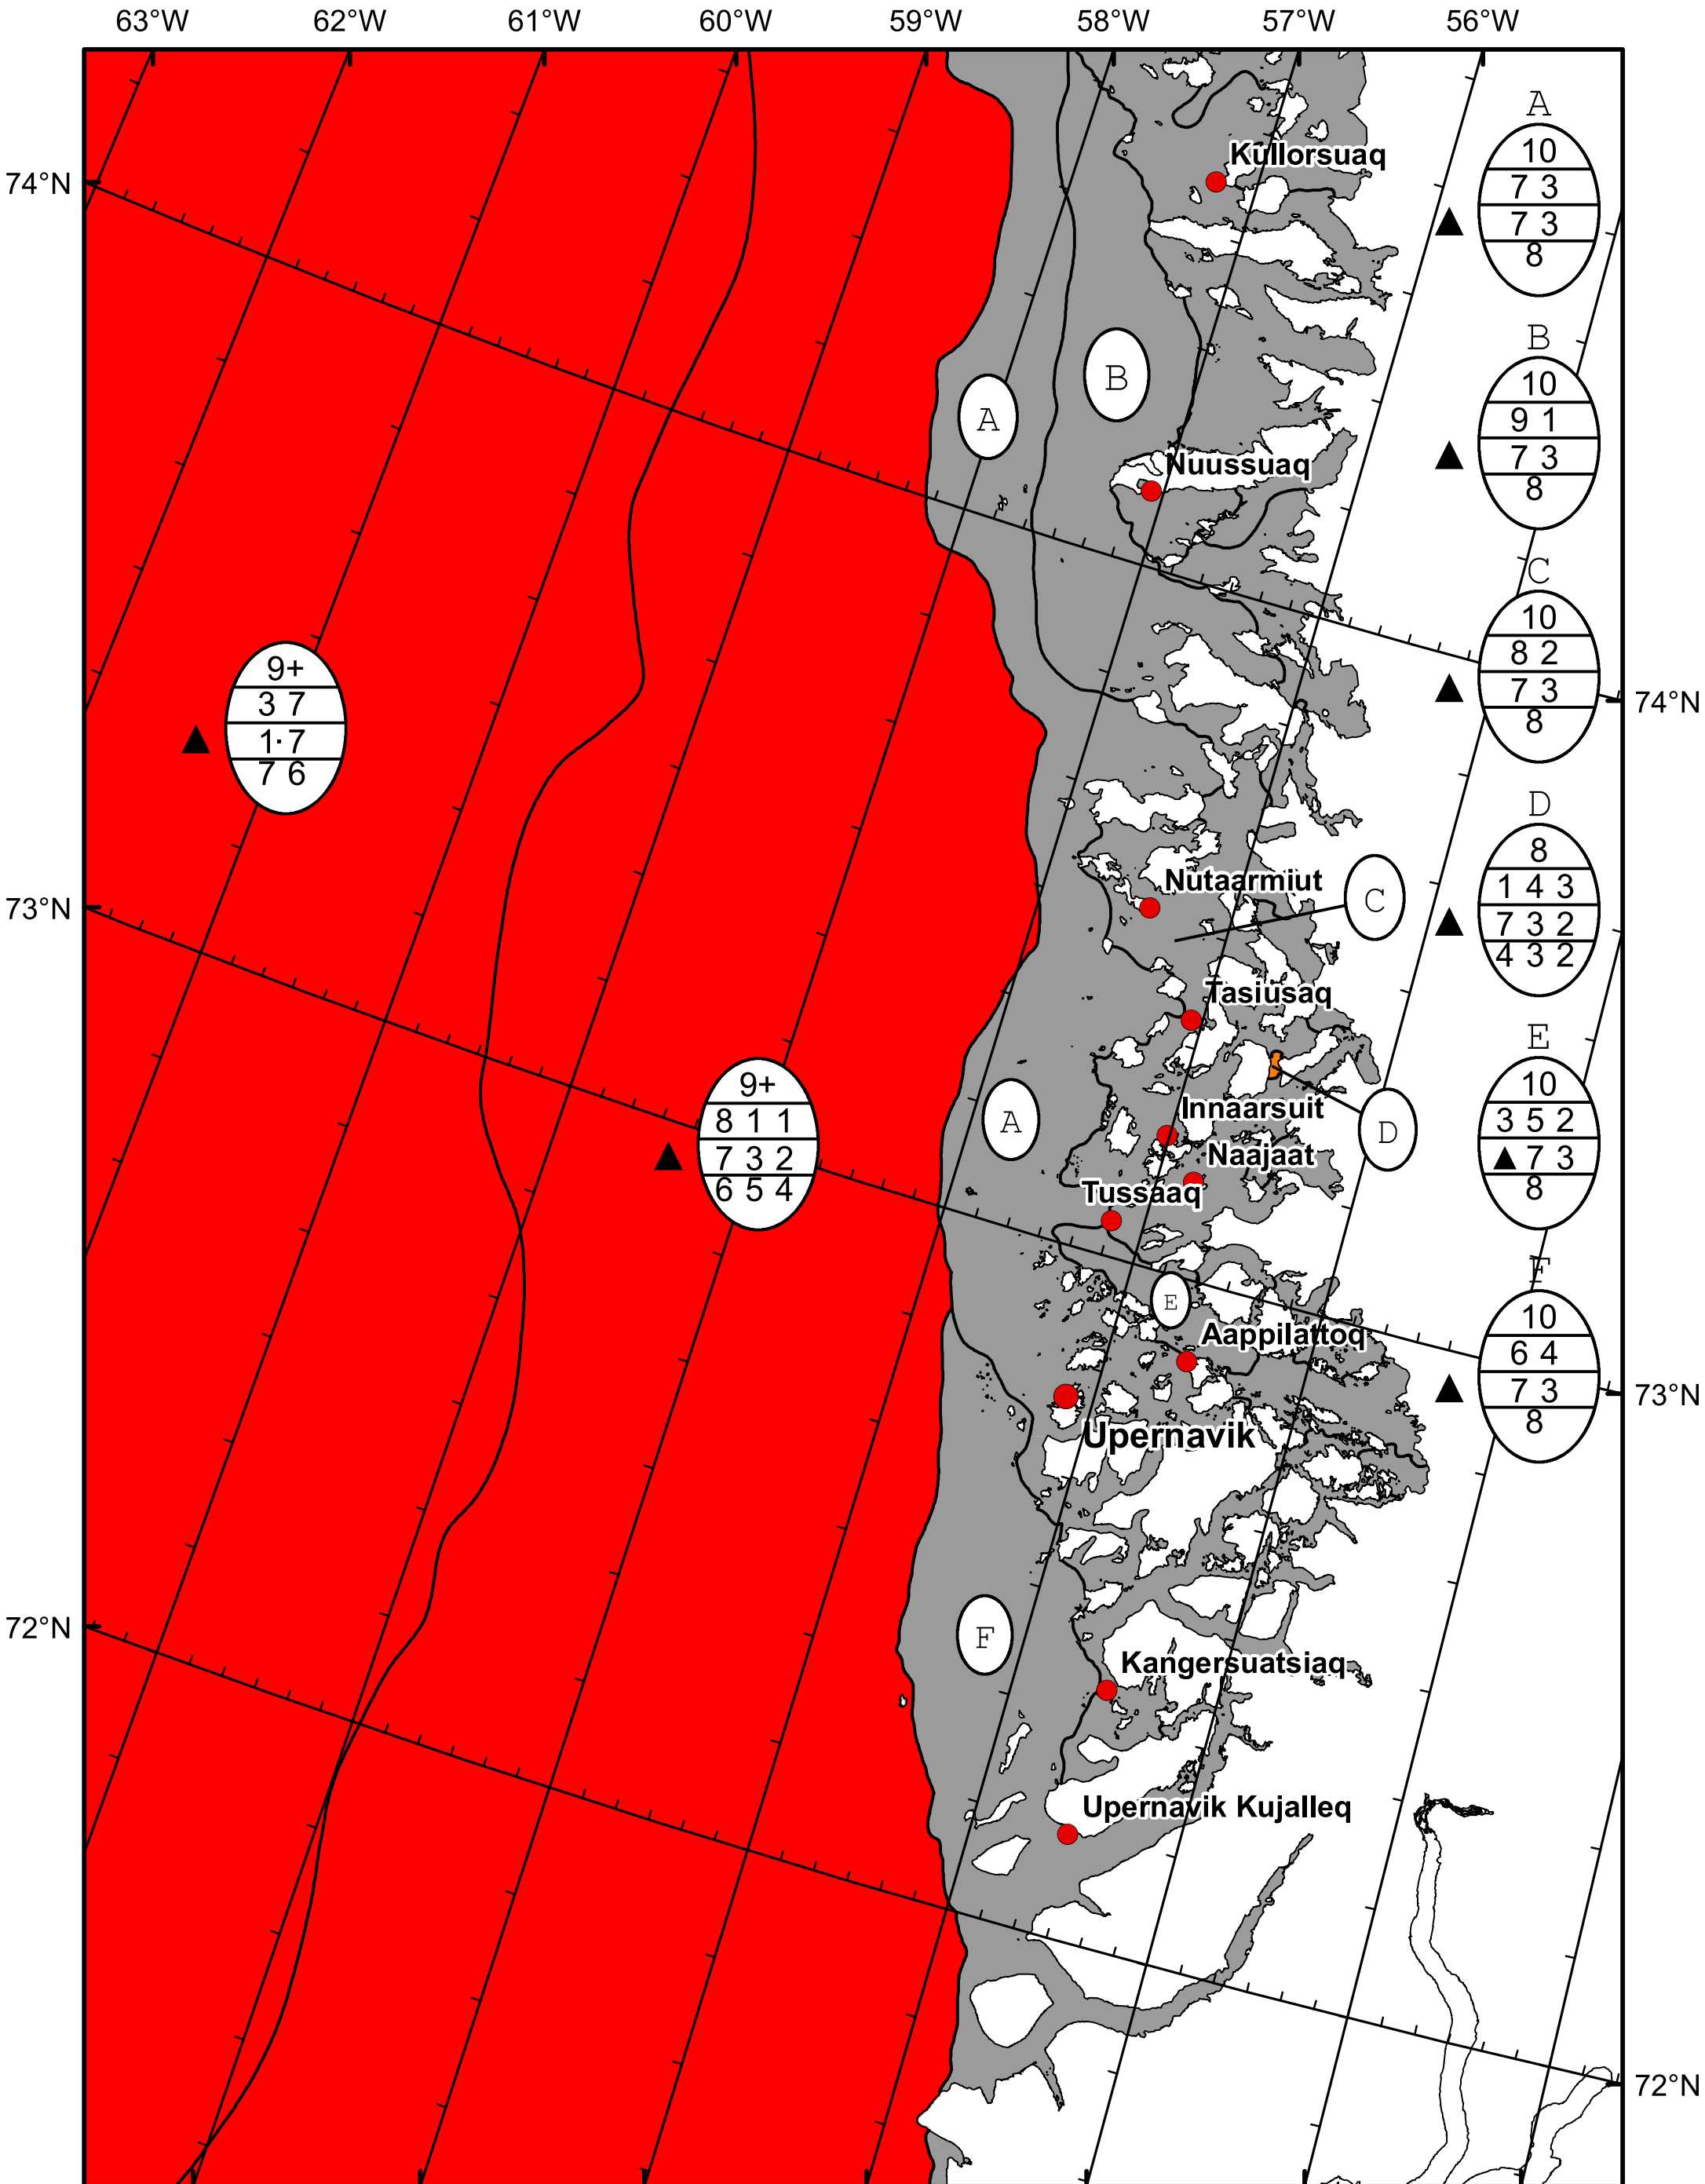 63°W 62°W 61°W 60°W 59°W 58°W 57°W 56°W
A
10
7 3
7 3
8
Kullorsuaq
74°N
B
10
9 1
7 3
8
B
A
Nuussuaq
C
10
8 2
7 3
8
9+
3 7
1· 7
7 6
74°N
D
8
1 4 3
7 3 2
4 3 2
Nutaarmiut
C
73°N
Tasiusaq
E
10
3 5 2
▲ 7 3
8
9+
8 1 1
7 3 2
6 5 4
A
Innaarsuit
D
Naajaat
Tussaaq
F
10
6 4
7 3
8
E
Aappilattoq
73°N
Upernavik
72°N
F
Kangersuatsiaq
Upernavik Kujalleq
72°N